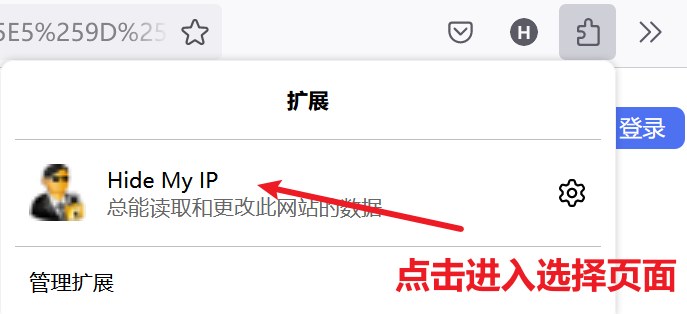 5E5%259D%25
H
扩展
登录
Hide My IP
总能读取和更改此网站的数据
点击进入选择页面
管理扩展